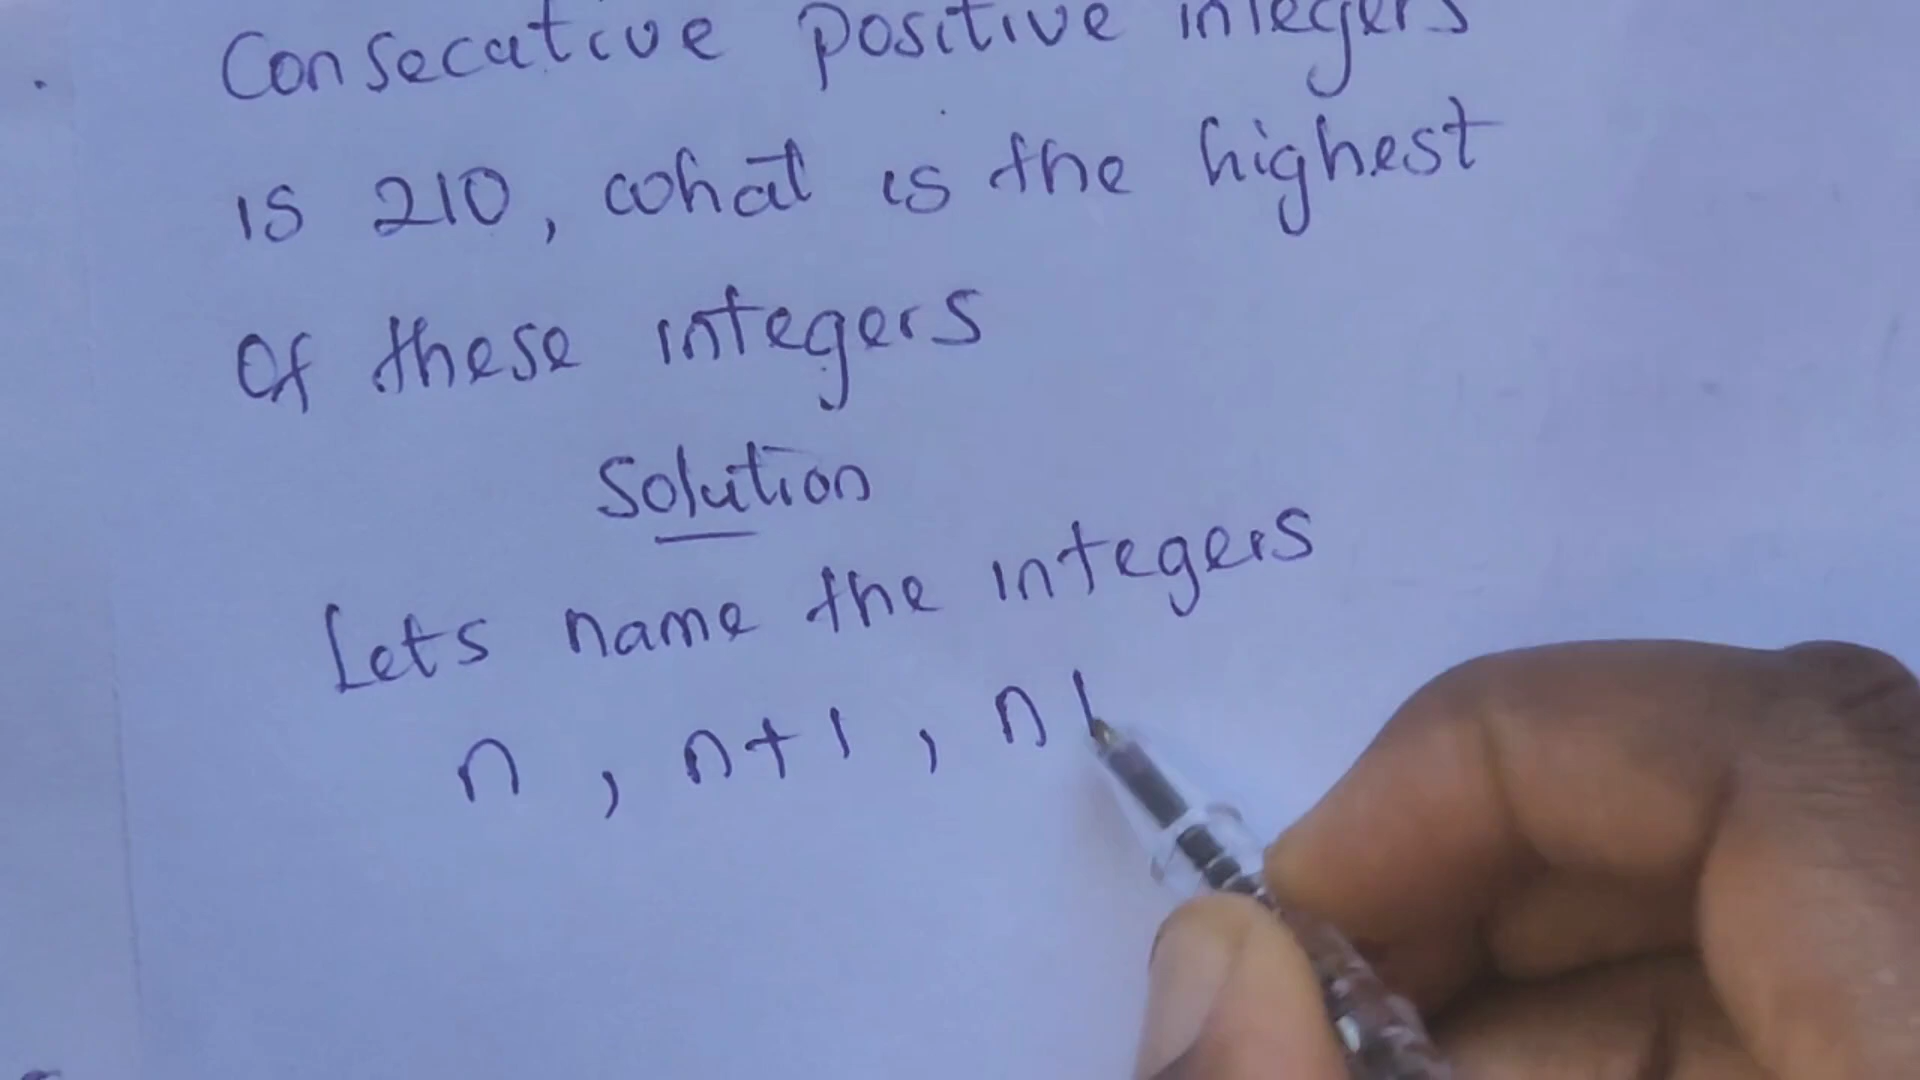 Consecutive positive integers
is 210, what is the highest
Of these integers
Solution
Lets name the integers
n , n+1 , n